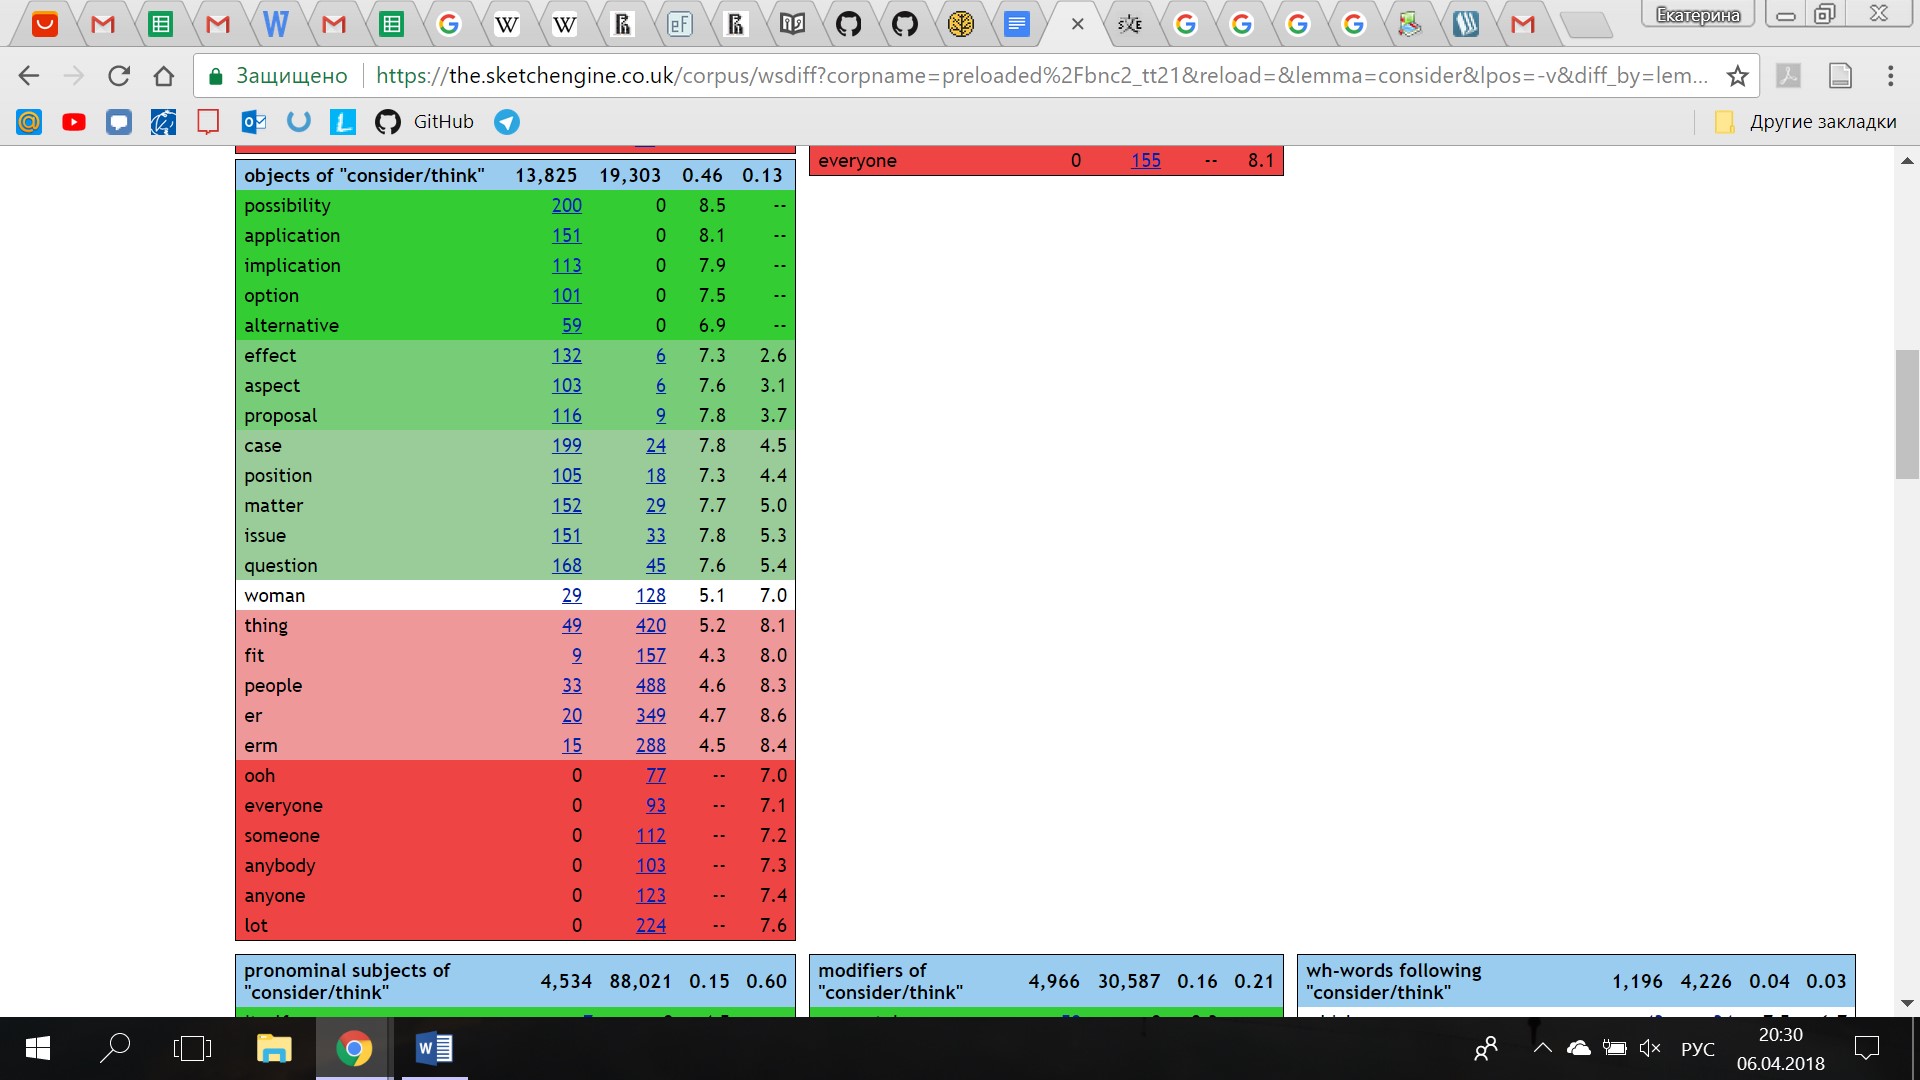 Екатерина
Защищено https://the.sketchengine.co.uk/corpus/wsdiff?corpname=preloaded%2Fbnc2_tt21&reload=&lemma=consider&lpos=-v&diff_by=lem...
GitHub
Другие закладки
everyone 0 155 -- 8.1
objects of "consider/think" 13,825 19,303 0.46 0.13
possibility 200 0 8.5 --
application 151 0 8.1 --
implication 113 0 7.9 --
option 101 0 7.5 --
alternative 59 0 6.9 --
effect 132 6 7.3 2.6
aspect 103 6 7.6 3.1
proposal 116 9 7.8 3.7
case 199 24 7.8 4.5
position 105 18 7.3 4.4
matter 152 29 7.7 5.0
issue 151 33 7.8 5.3
question 168 45 7.6 5.4
woman 29 128 5.1 7.0
thing 49 420 5.2 8.1
fit 9 157 4.3 8.0
people 33 488 4.6 8.3
er 20 349 4.7 8.6
erm 15 288 4.5 8.4
ooh 0 77 -- 7.0
everyone 0 93 -- 7.1
someone 0 112 -- 7.2
anybody 0 103 -- 7.3
anyone 0 123 -- 7.4
lot 0 224 -- 7.6
pronominal subjects of
"consider/think" 4,534 88,021 0.15 0.60
modifiers of
"consider/think" 4,966 30,587 0.16 0.21
wh-words following
"consider/think" 1,196 4,226 0.04 0.03
РУС
20:30
06.04.2018